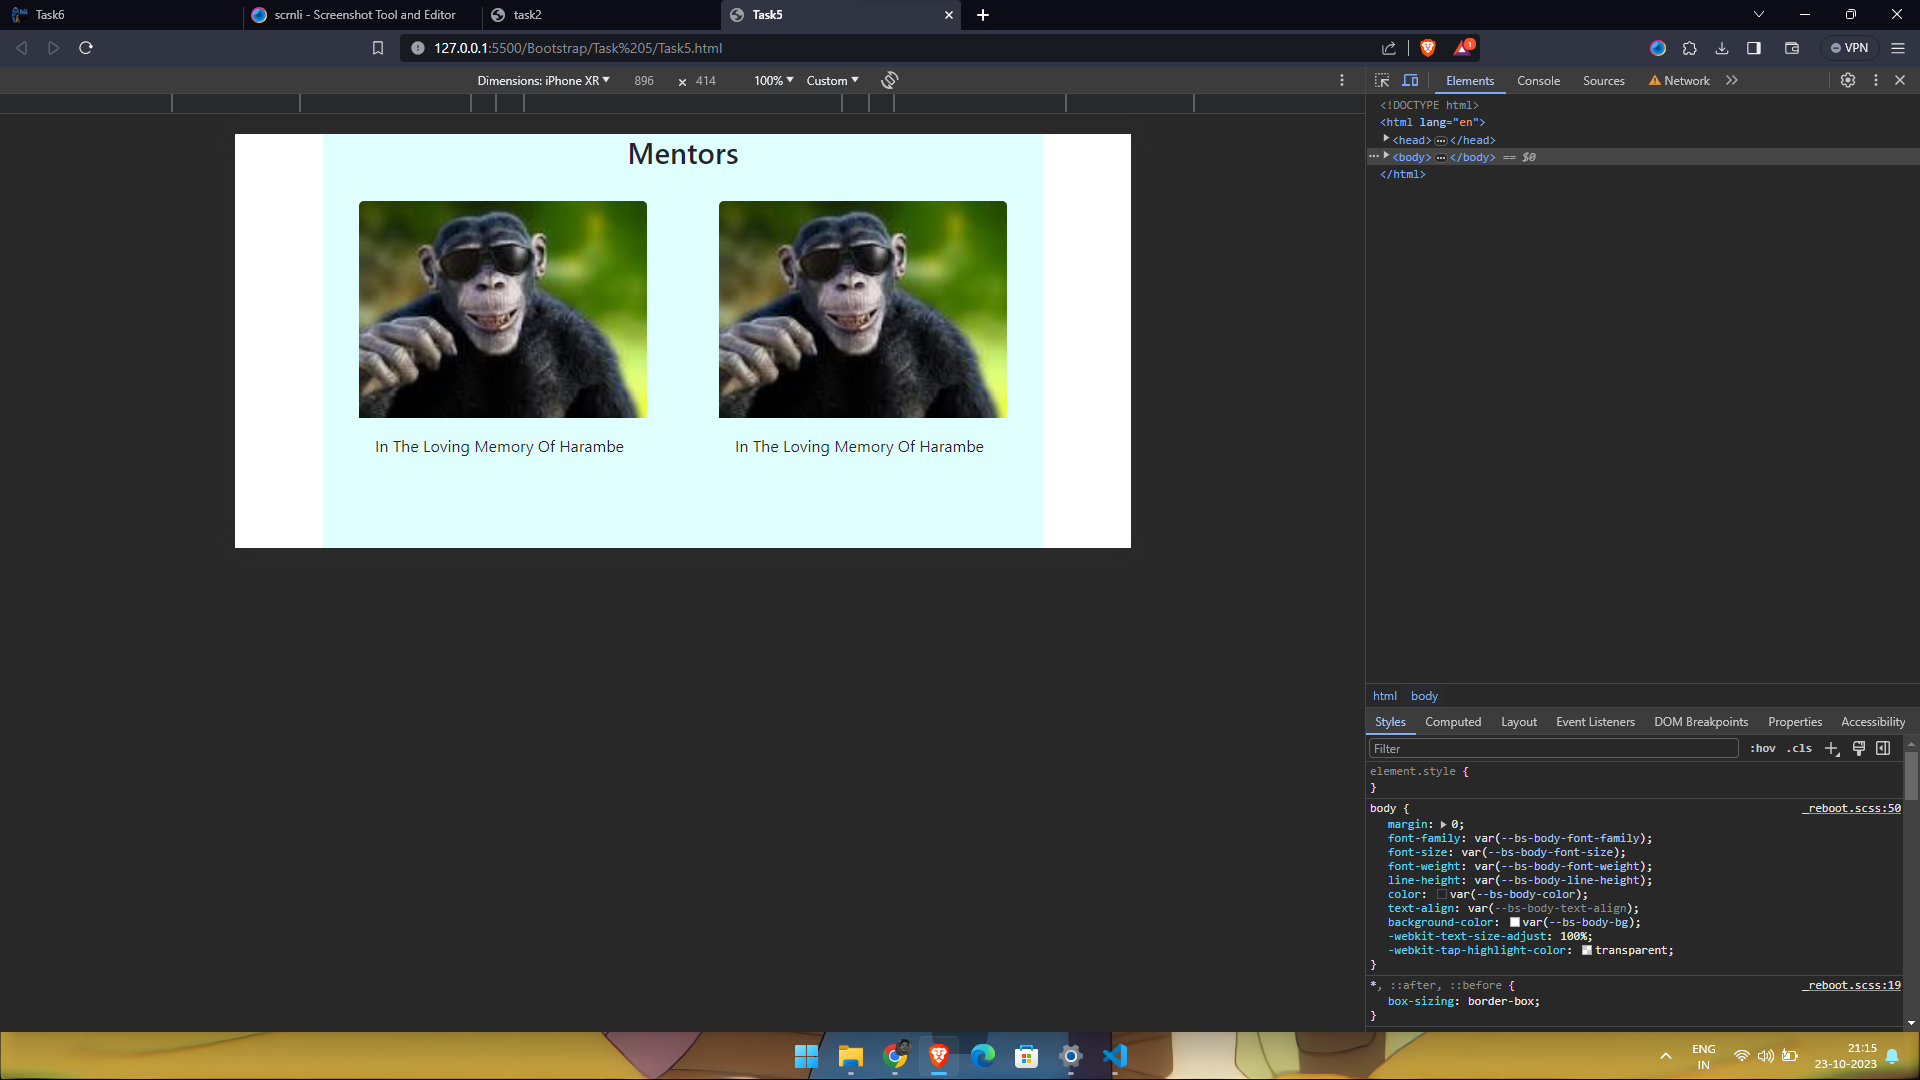 Task6
scrnli - Screenshot Tool and Editor
task2
Task5
127.0.0.1:5500/Bootstrap/Task%205/Task5.html
1
VPN
Dimensions: iPhone XR
896
x
414
100%
Custom
Elements
Console
Sources
Network
<!DOCTYPE html>
<html lang="en">
<head> … </head>
<body> … </body> == $0
</html>
Mentors
In The Loving Memory Of Harambe
In The Loving Memory Of Harambe
html body
Styles
Computed
Layout
Event Listeners
DOM Breakpoints
Properties
Accessibility
Filter
:hov .cls
element.style {
}
body {
_reboot.scss:50
margin: 0;
font-family: var(--bs-body-font-family);
font-size: var(--bs-body-font-size);
font-weight: var(--bs-body-font-weight);
line-height: var(--bs-body-line-height);
color: var(--bs-body-color);
text-align: var(--bs-body-text-align);
background-color: var(--bs-body-bg);
-webkit-text-size-adjust: 100%;
-webkit-tap-highlight-color: transparent;
}
*, ::after, ::before {
_reboot.scss:19
box-sizing: border-box;
}
ENG
IN
21:15
23-10-2023